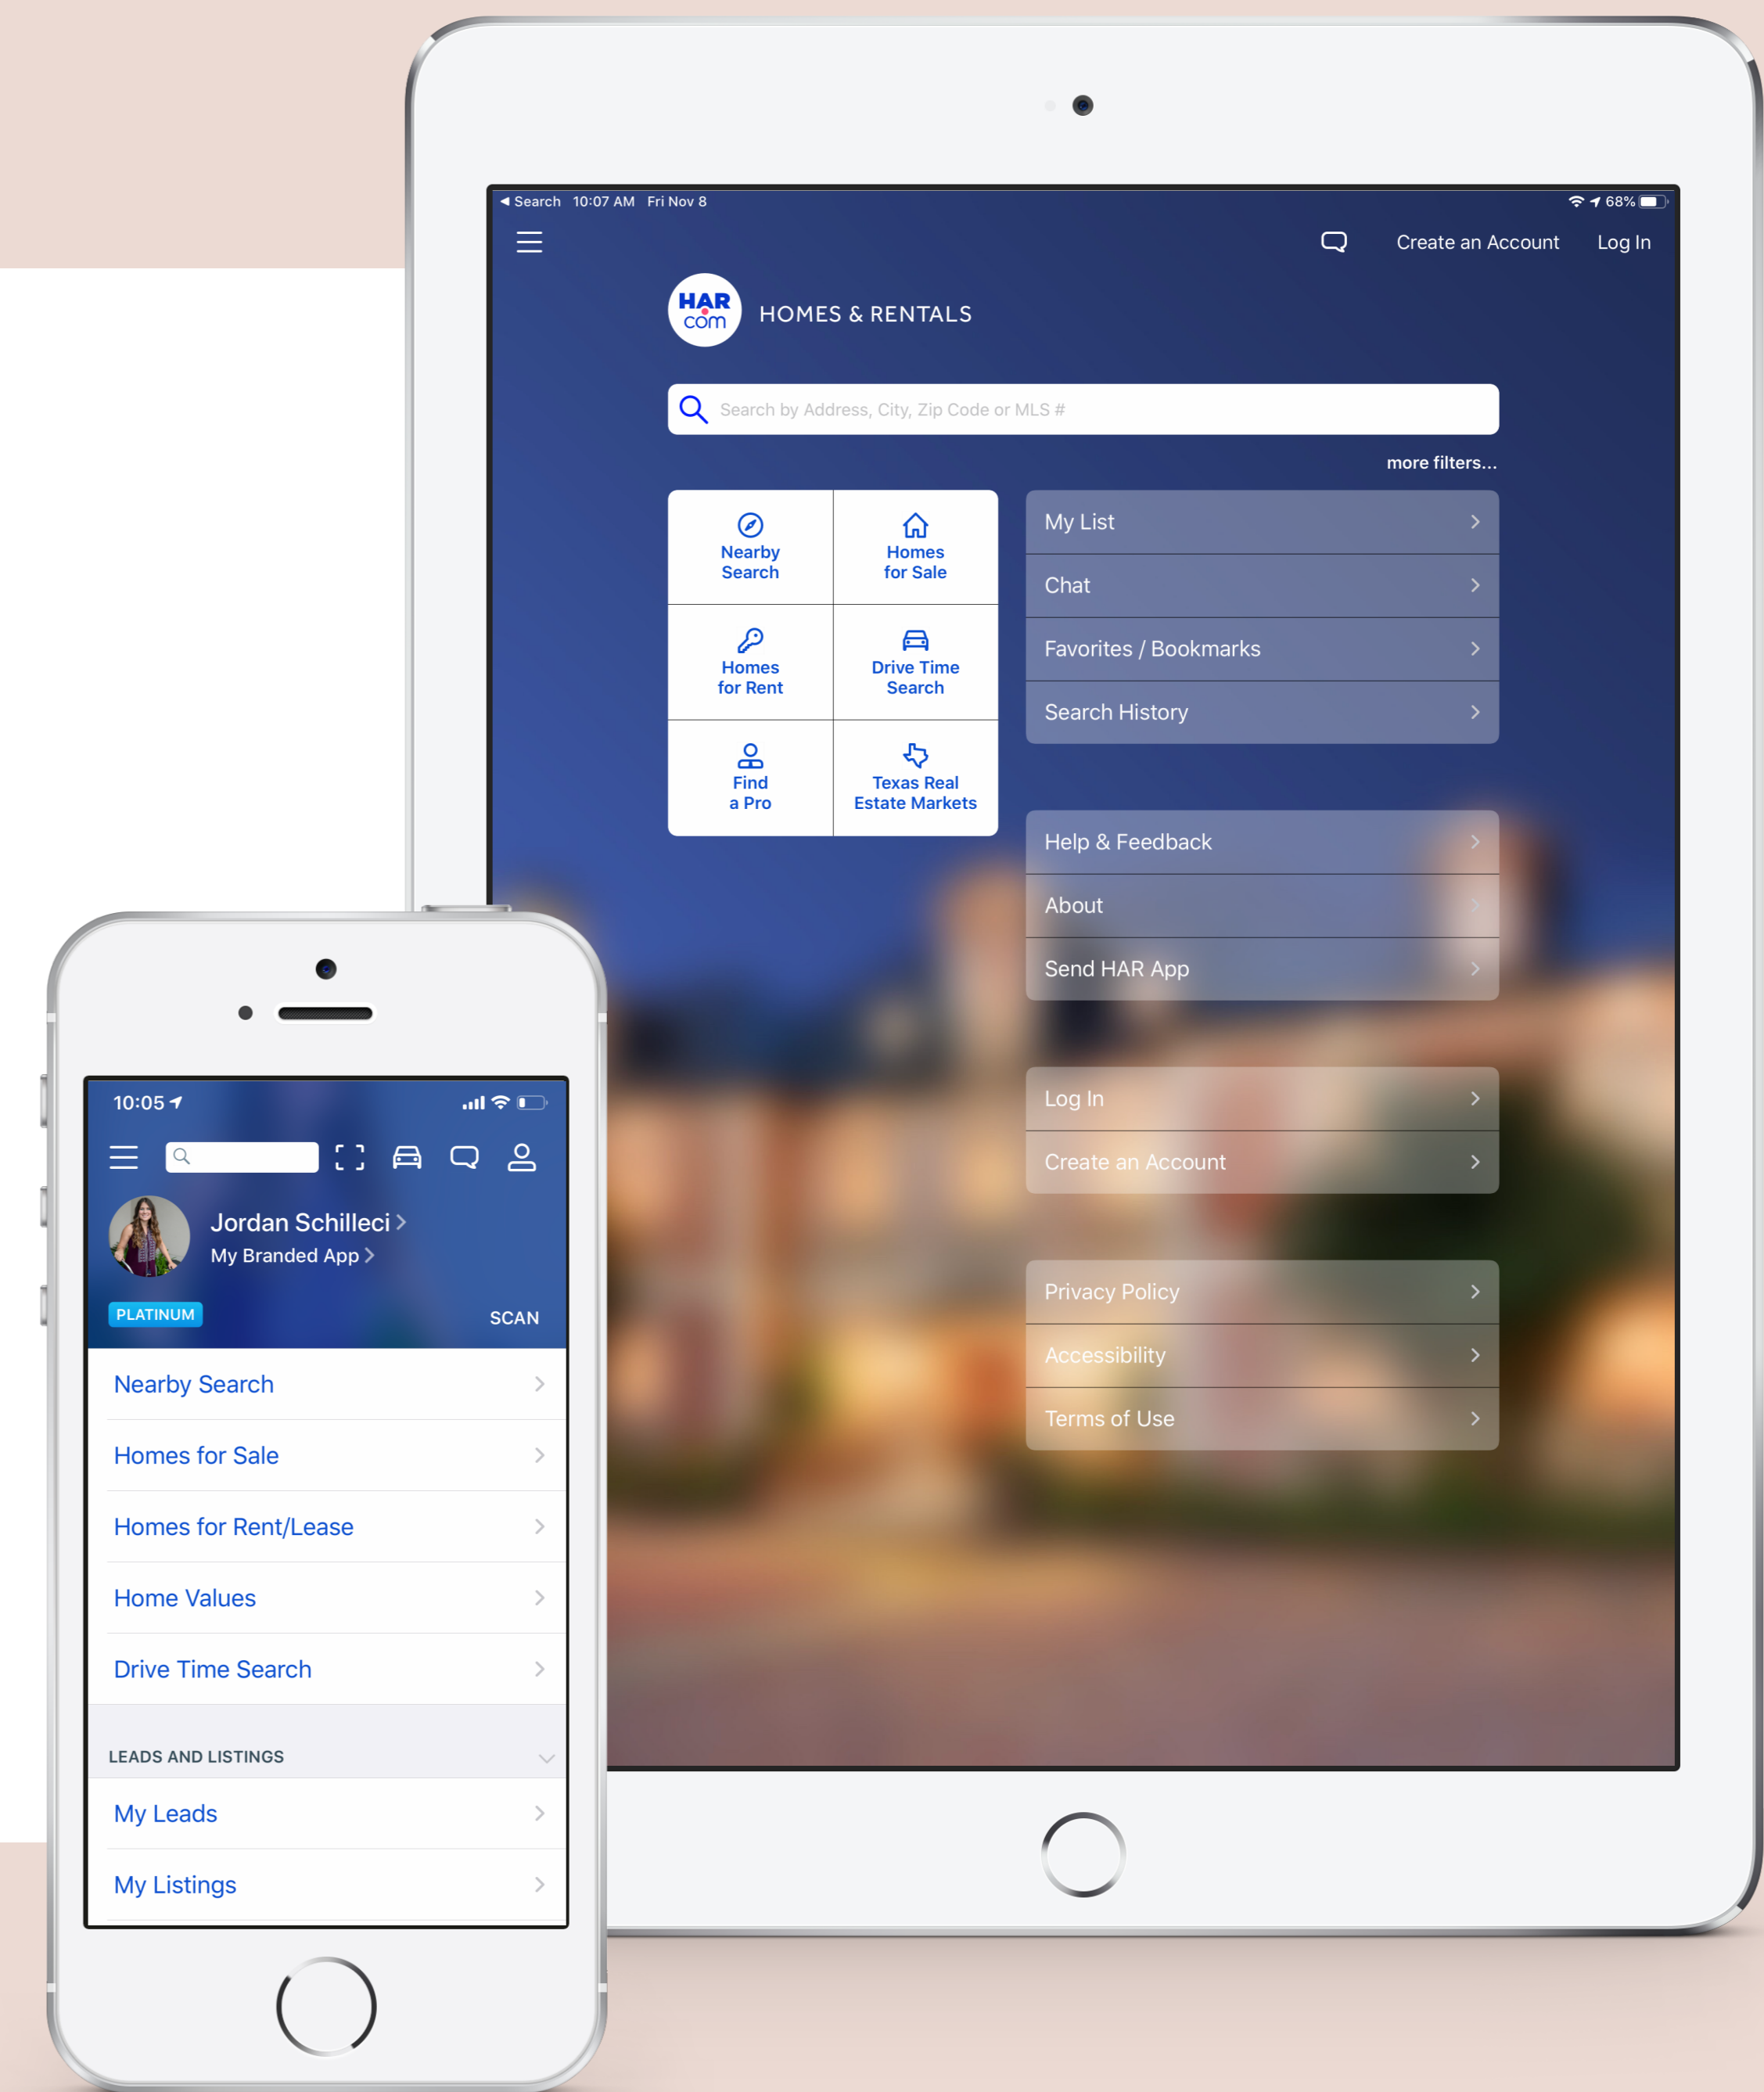 Search 10:07 AM Fri Nov 8
68%
Create an Account Log In
HAR
com
HOMES & RENTALS
Search by Address, City, Zip Code or MLS #
more filters...
Nearby
Search
Homes
for Sale
Homes
for Rent
Drive Time
Search
Find
a Pro
Texas Real
Estate Markets
My List
Chat
Favorites / Bookmarks
Search History
Help & Feedback
About
Send HAR App
Log In
Create an Account
Privacy Policy
Accessibility
Terms of Use
10:05
Jordan Schilleci
My Branded App
PLATINUM
SCAN
Nearby Search
Homes for Sale
Homes for Rent/Lease
Home Values
Drive Time Search
LEADS AND LISTINGS
My Leads
My Listings